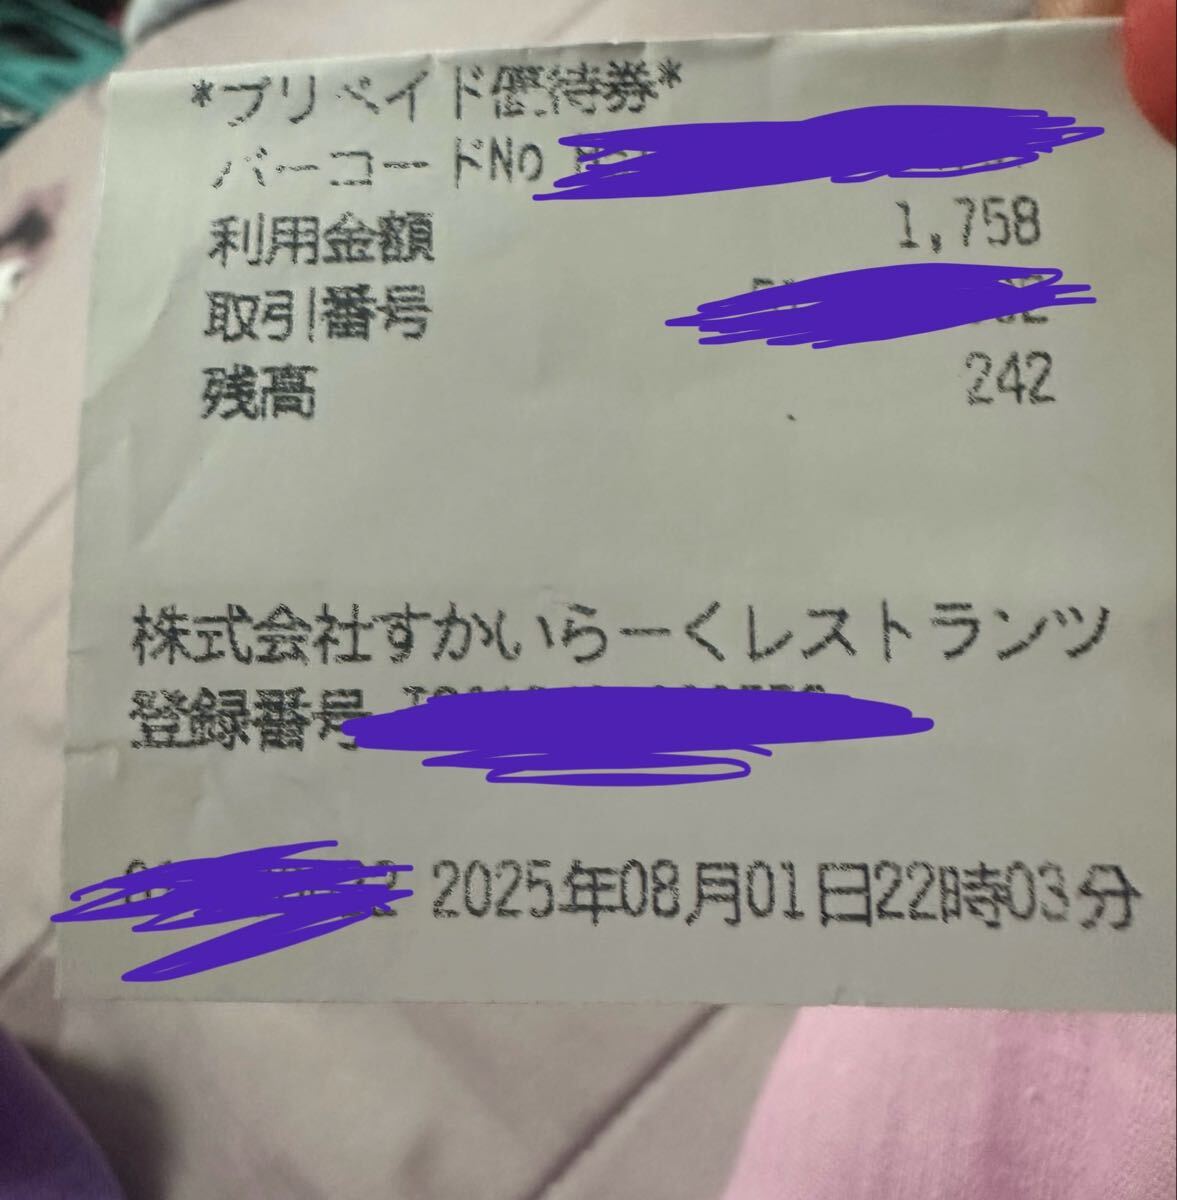 *プリペイド優待券*
バーコードNo
利用金額 1,758
取引番号
残高 242
株式会社すかいらーくレストランツ
登録番号
2025年08月01日22時03分